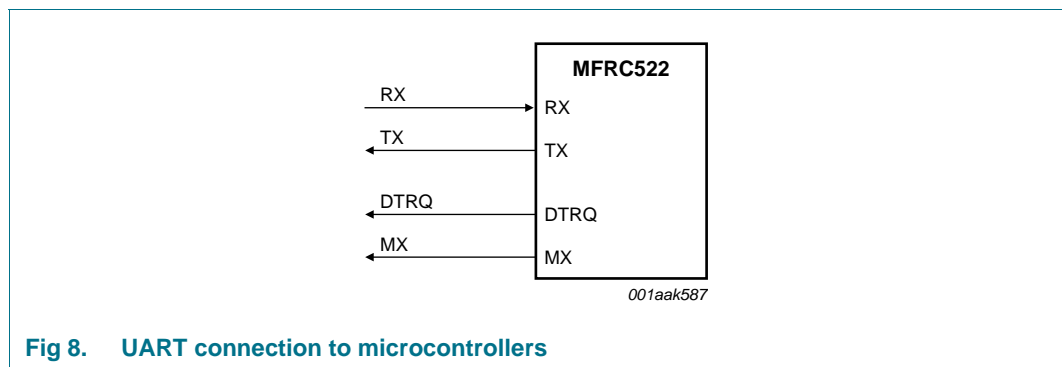 MFRC522
RX
RX
TX
TX
DTRQ
DTRQ
MX
MX
001aak587
Fig 8. UART connection to microcontrollers